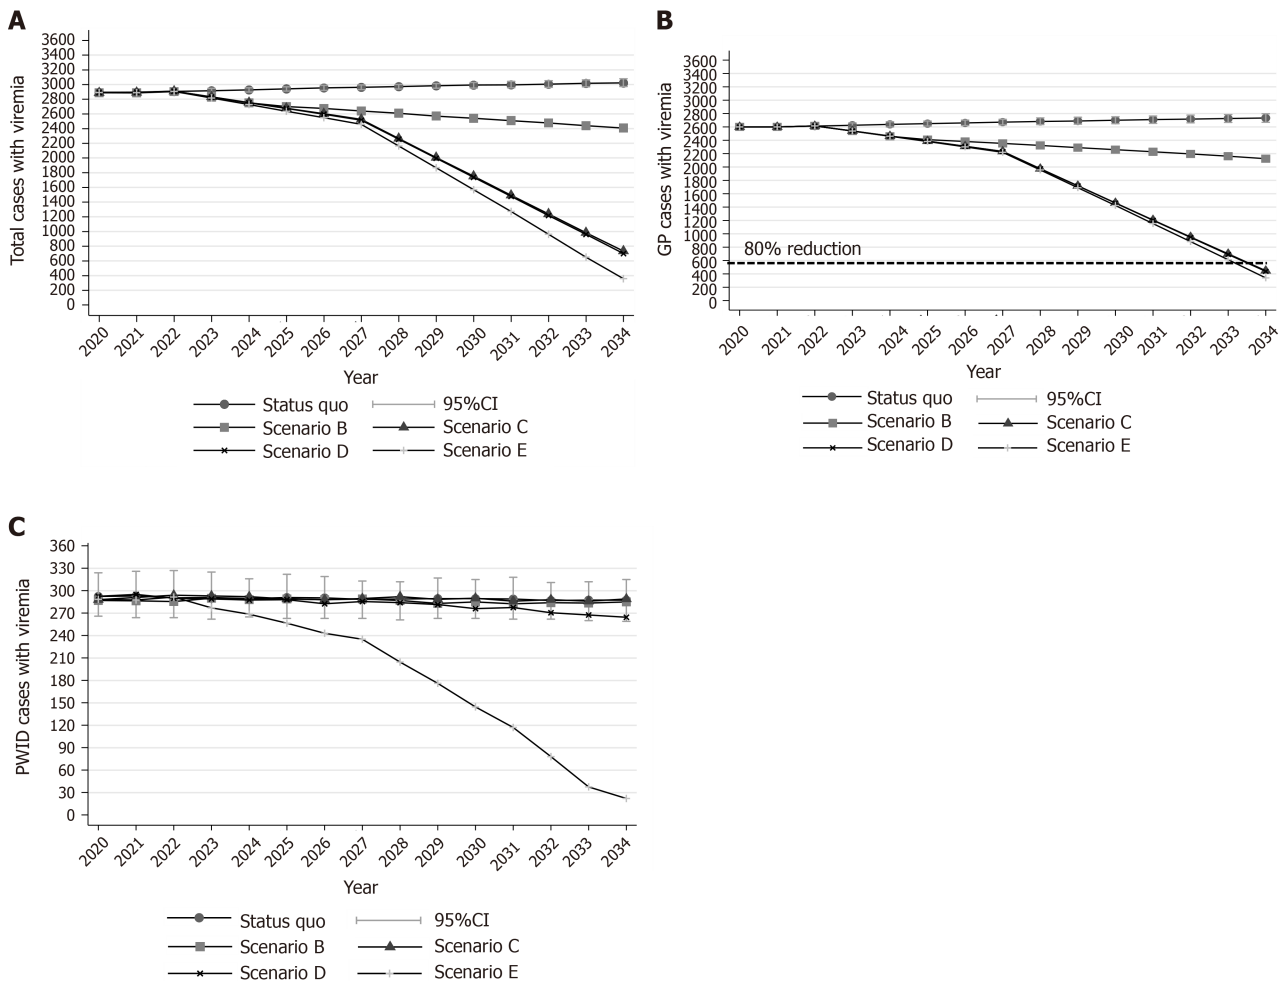 A
3600
3400
3200
3000
2800
2600
2400
2200
2000
1800
1600
1400
1200
1000
800
600
400
200
0
Total cases with viremia
2020 2021 2022 2023 2024 2025 2026 2027 2028 2029 2030 2031 2032 2033 2034
Year
Status quo 95%CI
Scenario B Scenario C
Scenario D Scenario E
B
3600
3400
3200
3000
2800
2600
2400
2200
2000
1800
1600
1400
1200
1000
800
600
400
200
0
GP cases with viremia
80% reduction
2020 2021 2022 2023 2024 2025 2026 2027 2028 2029 2030 2031 2032 2033 2034
Year
Status quo 95%CI
Scenario B Scenario C
Scenario D Scenario E
C
360
330
300
270
240
210
180
150
120
90
60
30
0
PWID cases with viremia
2020 2021 2022 2023 2024 2025 2026 2027 2028 2029 2030 2031 2032 2033 2034
Year
Status quo 95%CI
Scenario B Scenario C
Scenario D Scenario E